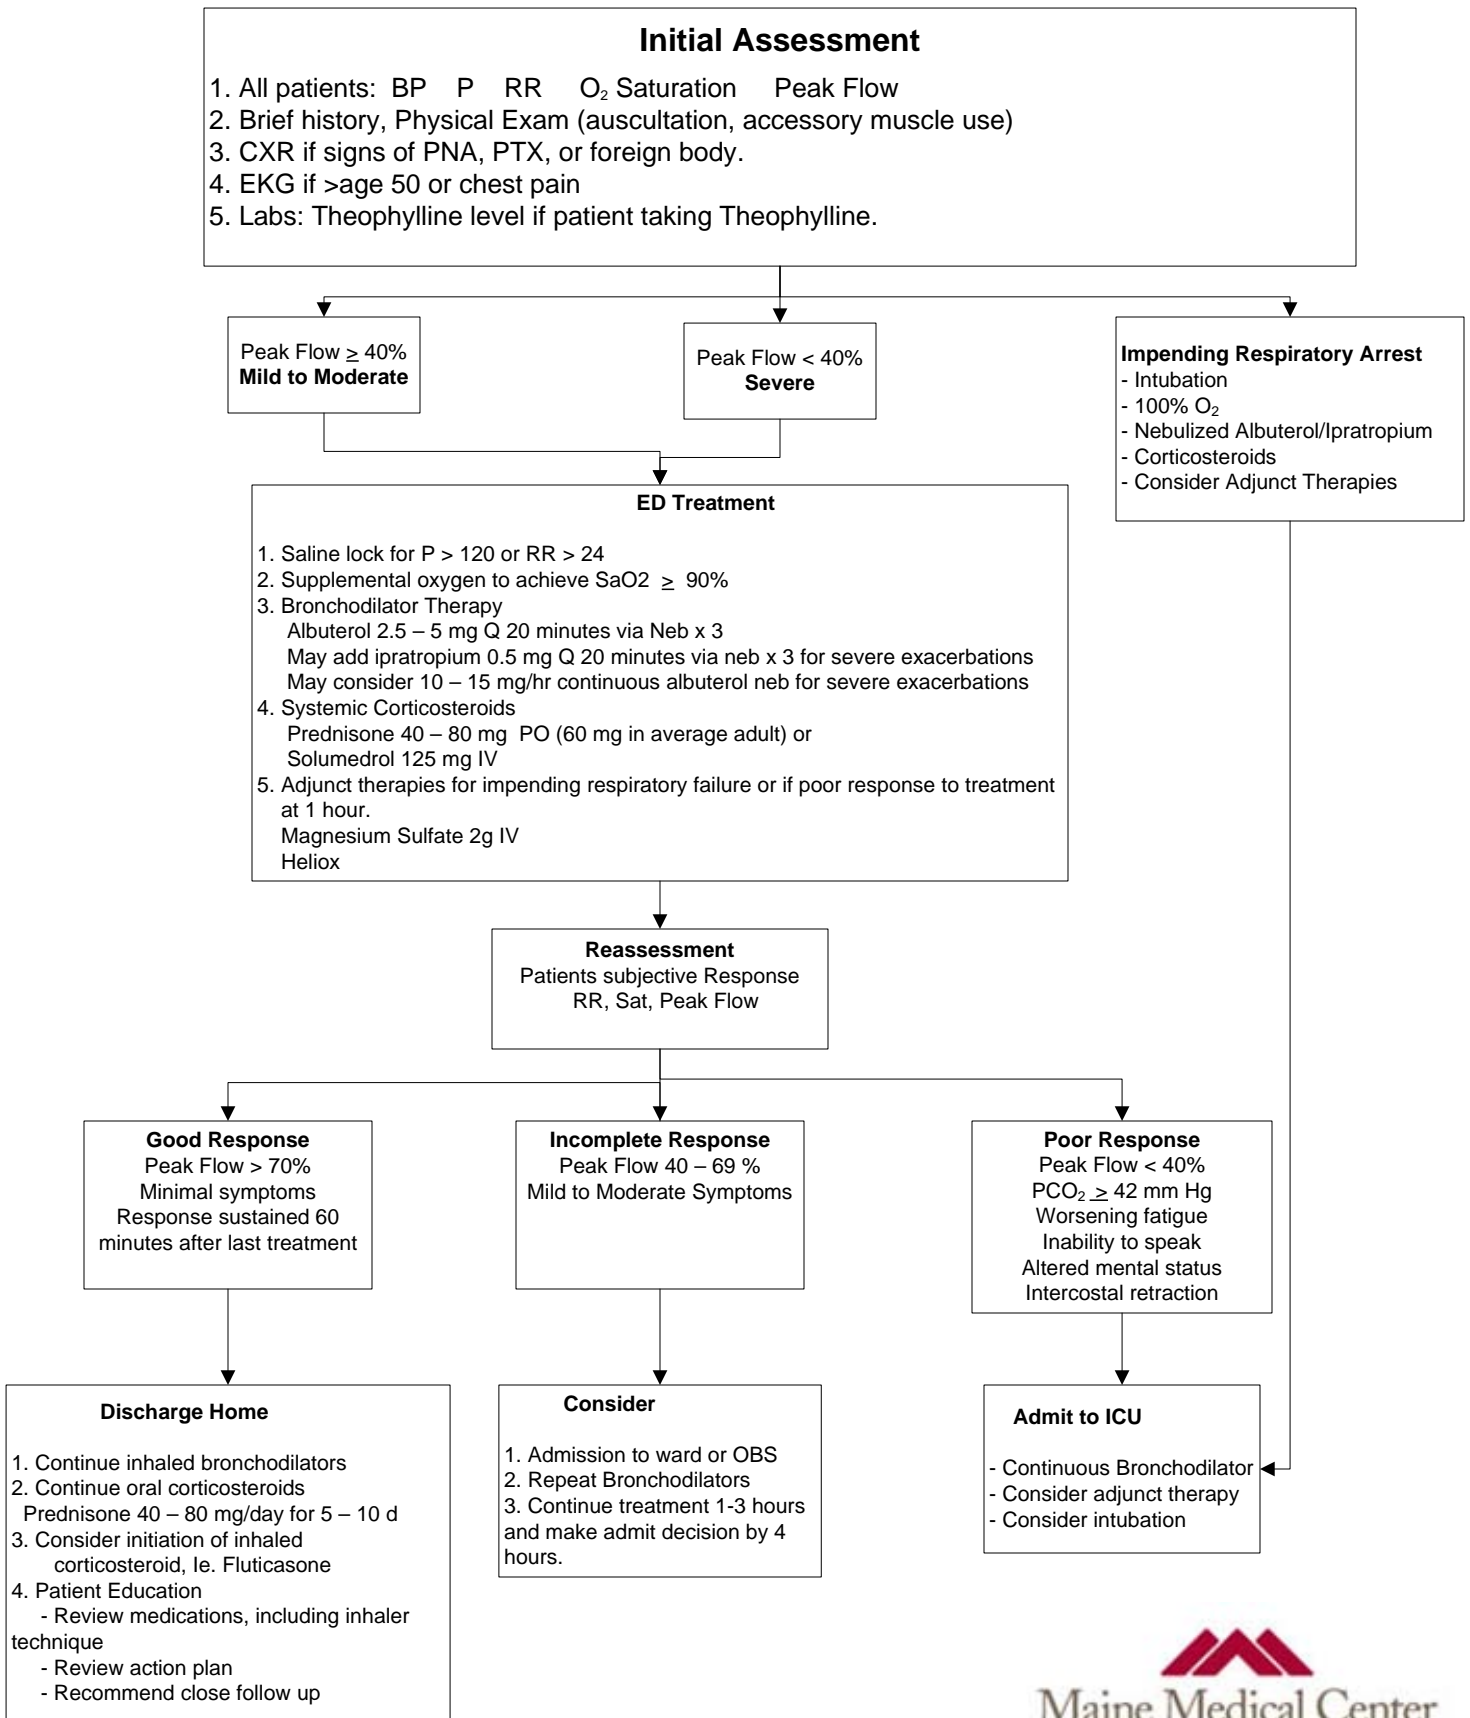 Initial Assessment
1. All patients: BP P RR O₂ Saturation Peak Flow
2. Brief history, Physical Exam (auscultation, accessory muscle use)
3. CXR if signs of PNA, PTX, or foreign body.
4. EKG if >age 50 or chest pain
5. Labs: Theophylline level if patient taking Theophylline.
Peak Flow ≥ 40%
Mild to Moderate
Peak Flow < 40%
Severe
Impending Respiratory Arrest
- Intubation
- 100% O₂
- Nebulized Albuterol/Ipratropium
- Corticosteroids
- Consider Adjunct Therapies
ED Treatment
1. Saline lock for P > 120 or RR > 24
2. Supplemental oxygen to achieve SaO2 ≥ 90%
3. Bronchodilator Therapy
Albuterol 2.5 – 5 mg Q 20 minutes via Neb x 3
May add ipratropium 0.5 mg Q 20 minutes via neb x 3 for severe exacerbations
May consider 10 – 15 mg/hr continuous albuterol neb for severe exacerbations
4. Systemic Corticosteroids
Prednisone 40 – 80 mg PO (60 mg in average adult) or
Solumedrol 125 mg IV
5. Adjunct therapies for impending respiratory failure or if poor response to treatment
at 1 hour.
Magnesium Sulfate 2g IV
Heliox
Reassessment
Patients subjective Response
RR, Sat, Peak Flow
Good Response
Peak Flow > 70%
Minimal symptoms
Response sustained 60
minutes after last treatment
Incomplete Response
Peak Flow 40 – 69 %
Mild to Moderate Symptoms
Poor Response
Peak Flow < 40%
PCO₂ ≥ 42 mm Hg
Worsening fatigue
Inability to speak
Altered mental status
Intercostal retraction
Discharge Home
1. Continue inhaled bronchodilators
2. Continue oral corticosteroids
Prednisone 40 – 80 mg/day for 5 – 10 d
3. Consider initiation of inhaled
corticosteroid, Ie. Fluticasone
4. Patient Education
- Review medications, including inhaler
technique
- Review action plan
- Recommend close follow up
Consider
1. Admission to ward or OBS
2. Repeat Bronchodilators
3. Continue treatment 1-3 hours
and make admit decision by 4
hours.
Admit to ICU
- Continuous Bronchodilator
- Consider adjunct therapy
- Consider intubation
Maine Medical Center